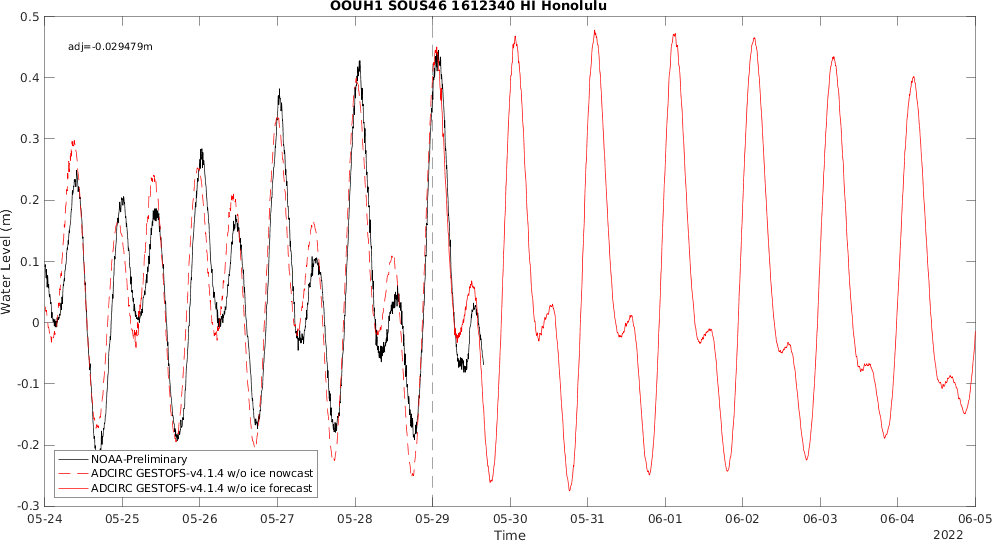 OOUH1 SOUS46 1612340 HI Honolulu
0.5
adj=-0.029479m
0.4
0.3
0.2
0.1
0
-0.1
-0.2
-0.3
Water Level (m)
NOAA-Preliminary
ADCIRC GESTOFS-v4.1.4 w/o ice nowcast
ADCIRC GESTOFS-v4.1.4 w/o ice forecast
05-24 05-25 05-26 05-27 05-28 05-29 05-30 05-31 06-01 06-02 06-03 06-04 06-05
Time
2022